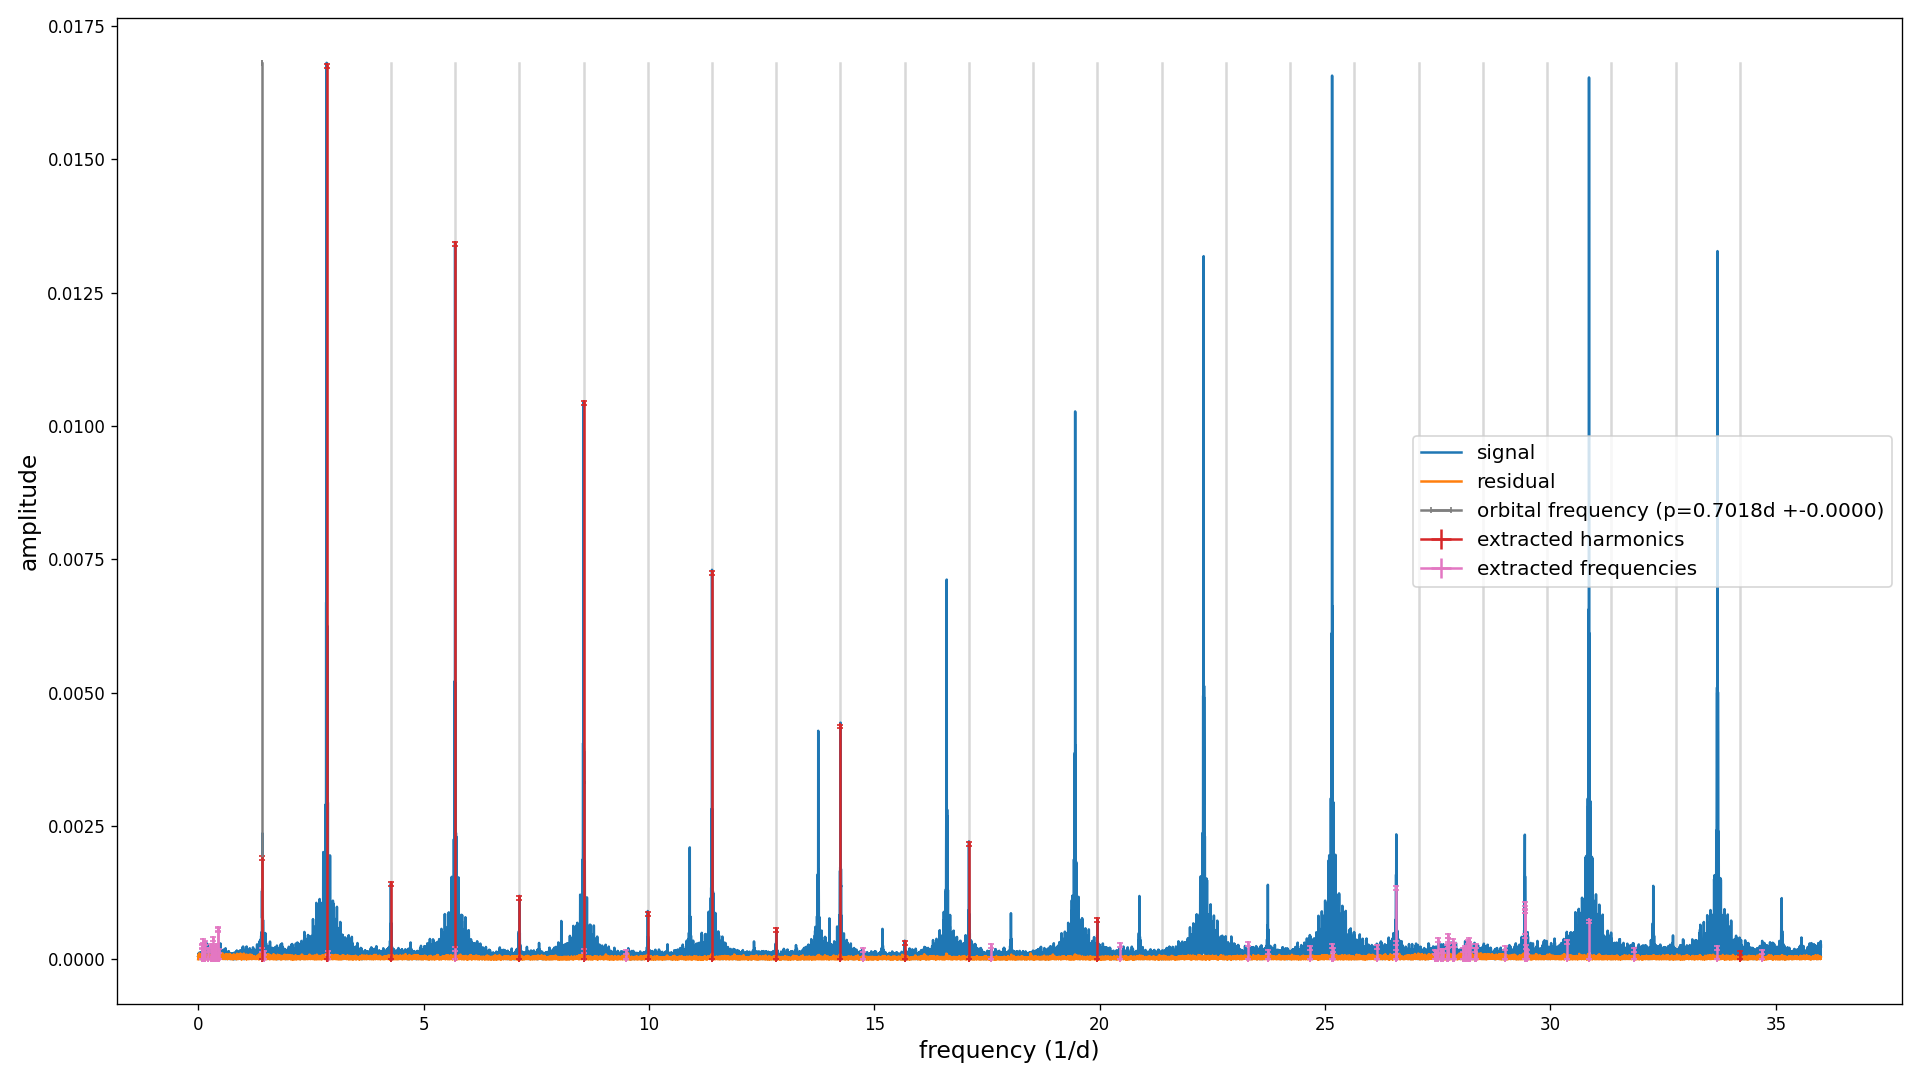 0.0175
0.0150
0.0125
0.0100
0.0075
0.0050
0.0025
0.0000
amplitude
signal
residual
orbital frequency (p=0.7018d +-0.0000)
extracted harmonics
extracted frequencies
0 5 10 15 20 25 30 35
frequency (1/d)